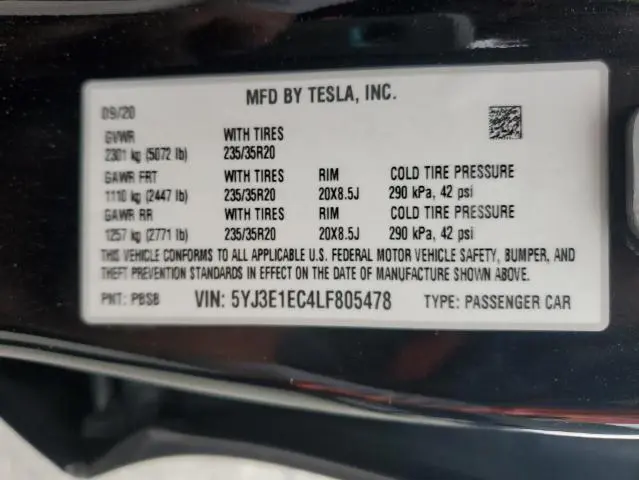 MFD BY TESLA, INC.
09/20
GVWR WITH TIRES
2301 kg (5072 lb) 235/35R20
GAWR FRT WITH TIRES RIM COLD TIRE PRESSURE
1110 kg (2447 lb) 235/35R20 20X8.5J 290 kPa, 42 psi
GAWR RR WITH TIRES RIM COLD TIRE PRESSURE
1257 kg (2771 lb) 235/35R20 20X8.5J 290 kPa, 42 psi
THIS VEHICLE CONFORMS TO ALL APPLICABLE U.S. FEDERAL MOTOR VEHICLE SAFETY, BUMPER, AND
THEFT PREVENTION STANDARDS IN EFFECT ON THE DATE OF MANUFACTURE SHOWN ABOVE.
PNT: PBSB VIN: 5YJ3E1EC4LF805478 TYPE: PASSENGER CAR